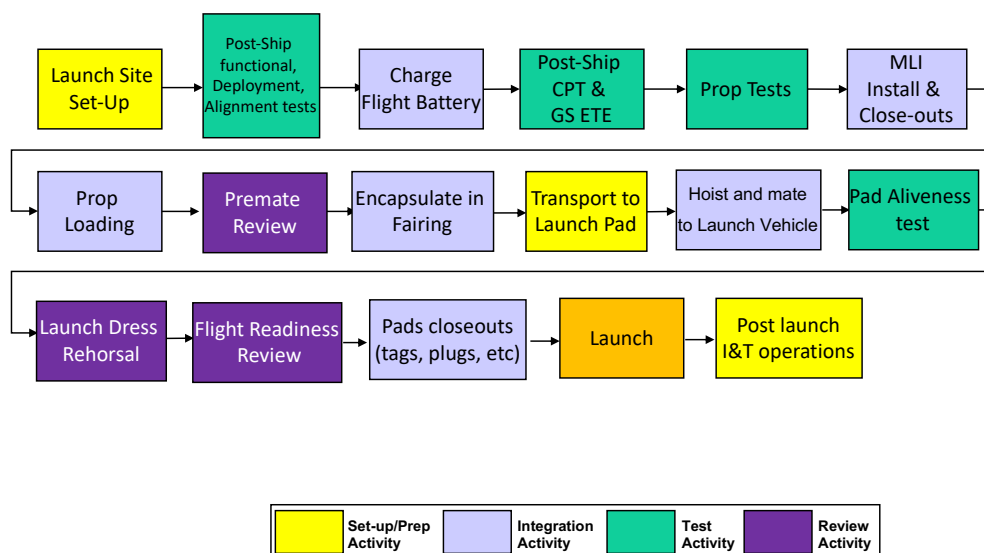 Launch Site
Set-Up
Post-Ship
functional,
Deployment,
Alignment tests
Charge
Flight Battery
Post-Ship
CPT &
GS ETE
Prop Tests
MLI
Install &
Close-outs
Prop
Loading
Premate
Review
Encapsulate in
Fairing
Transport to
Launch Pad
Hoist and mate
to Launch Vehicle
Pad Aliveness
test
Launch Dress
Rehorsal
Flight Readiness
Review
Pads closeouts
(tags, plugs, etc)
Launch
Post launch
I&T operations
Set-up/Prep
Activity
Integration
Activity
Test
Activity
Review
Activity